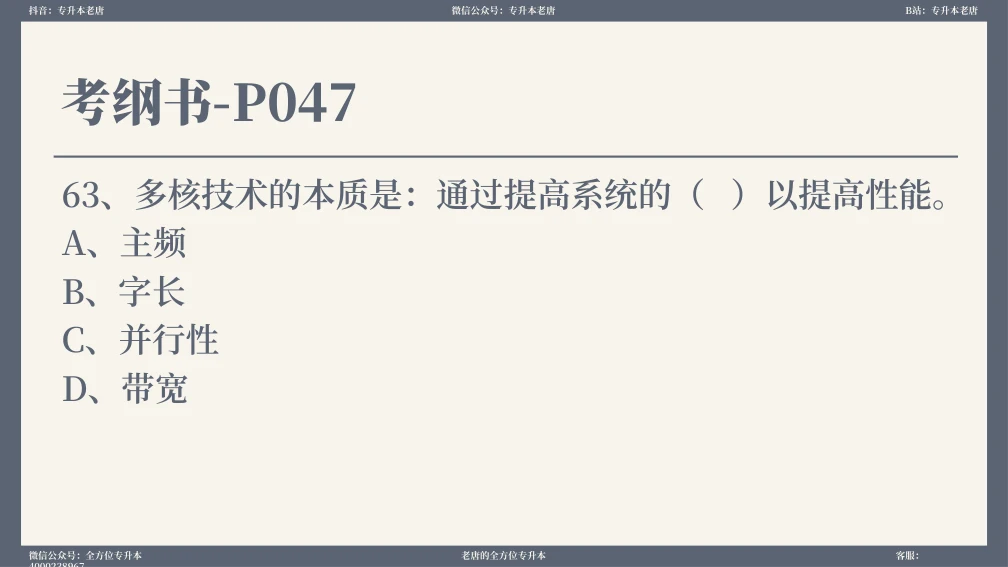 抖音：专升本老唐
微信公众号：专升本老唐
B站：专升本老唐
考纲书-P047
63、多核技术的本质是：通过提高系统的（ ）以提高性能。
A、主频
B、字长
C、并行性
D、带宽
微信公众号：全方位专升本
老唐的全方位专升本
客服：
4000238967